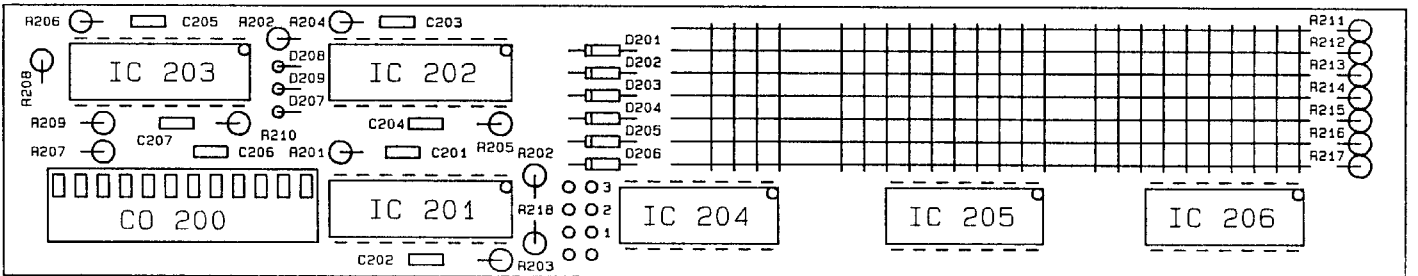 R206 C205 R202 R204 C203 R211
D201 R212
D208 D202 R213
R208 IC 203 D209 IC 202 D203 R214
D207 D204 R215
R209 C207 R210 C204 R205 D205 R216
R207 C206 R201 C201 R202 D206 R217
CO 200 IC 201 R218 3 IC 204 IC 205 IC 206
2
1
C202 R203